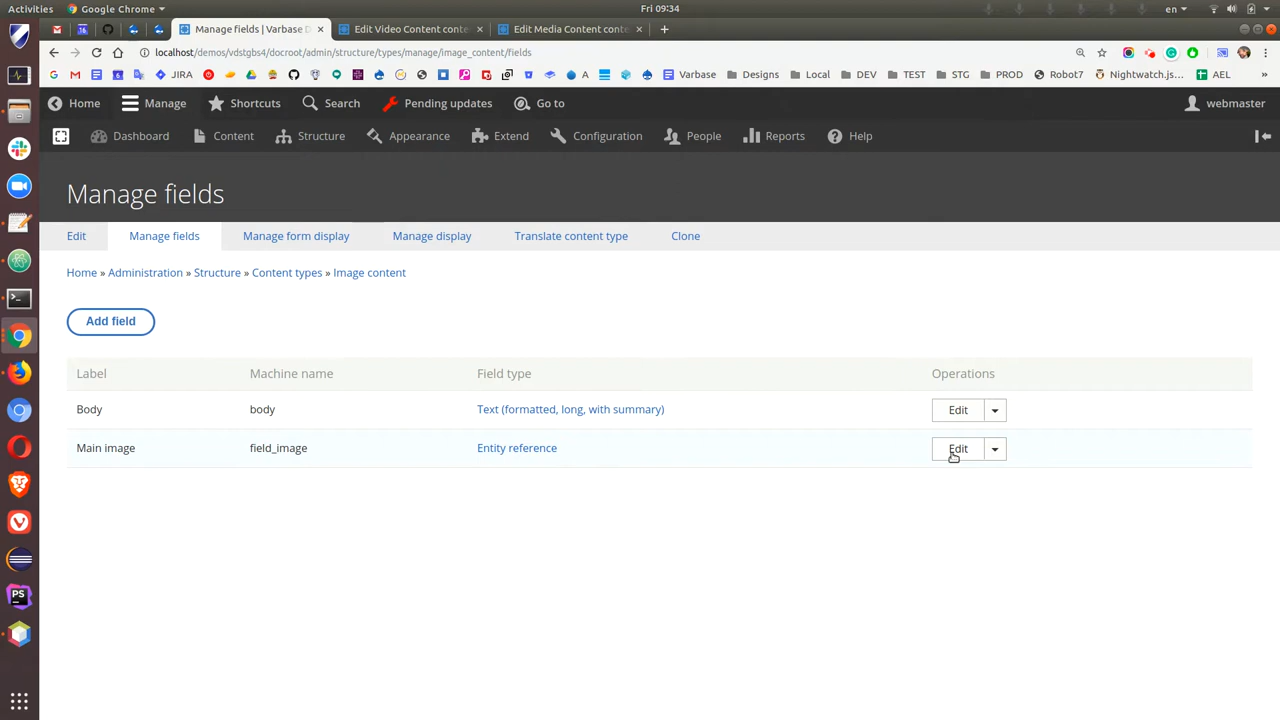 Activities
Google Chrome
Fri 09:34
en
Manage fields | Varbase D
Edit Video Content conte
Edit Media Content conte
localhost/demos/vdstgbs4/docroot/admin/structure/types/manage/image_content/fields
JIRA
Varbase
Designs
Local
DEV
TEST
STG
PROD
Robot7
Nightwatch.js...
AEL
»
Home
Manage
Shortcuts
Search
Pending updates
Go to
webmaster
Dashboard
Content
Structure
Appearance
Extend
Configuration
People
Reports
Help
Manage fields
Edit
Manage fields
Manage form display
Manage display
Translate content type
Clone
Home » Administration » Structure » Content types » Image content
Add field
Label Machine name Field type Operations
Body body Text (formatted, long, with summary) Edit
Main image field_image Entity reference Edit
PS